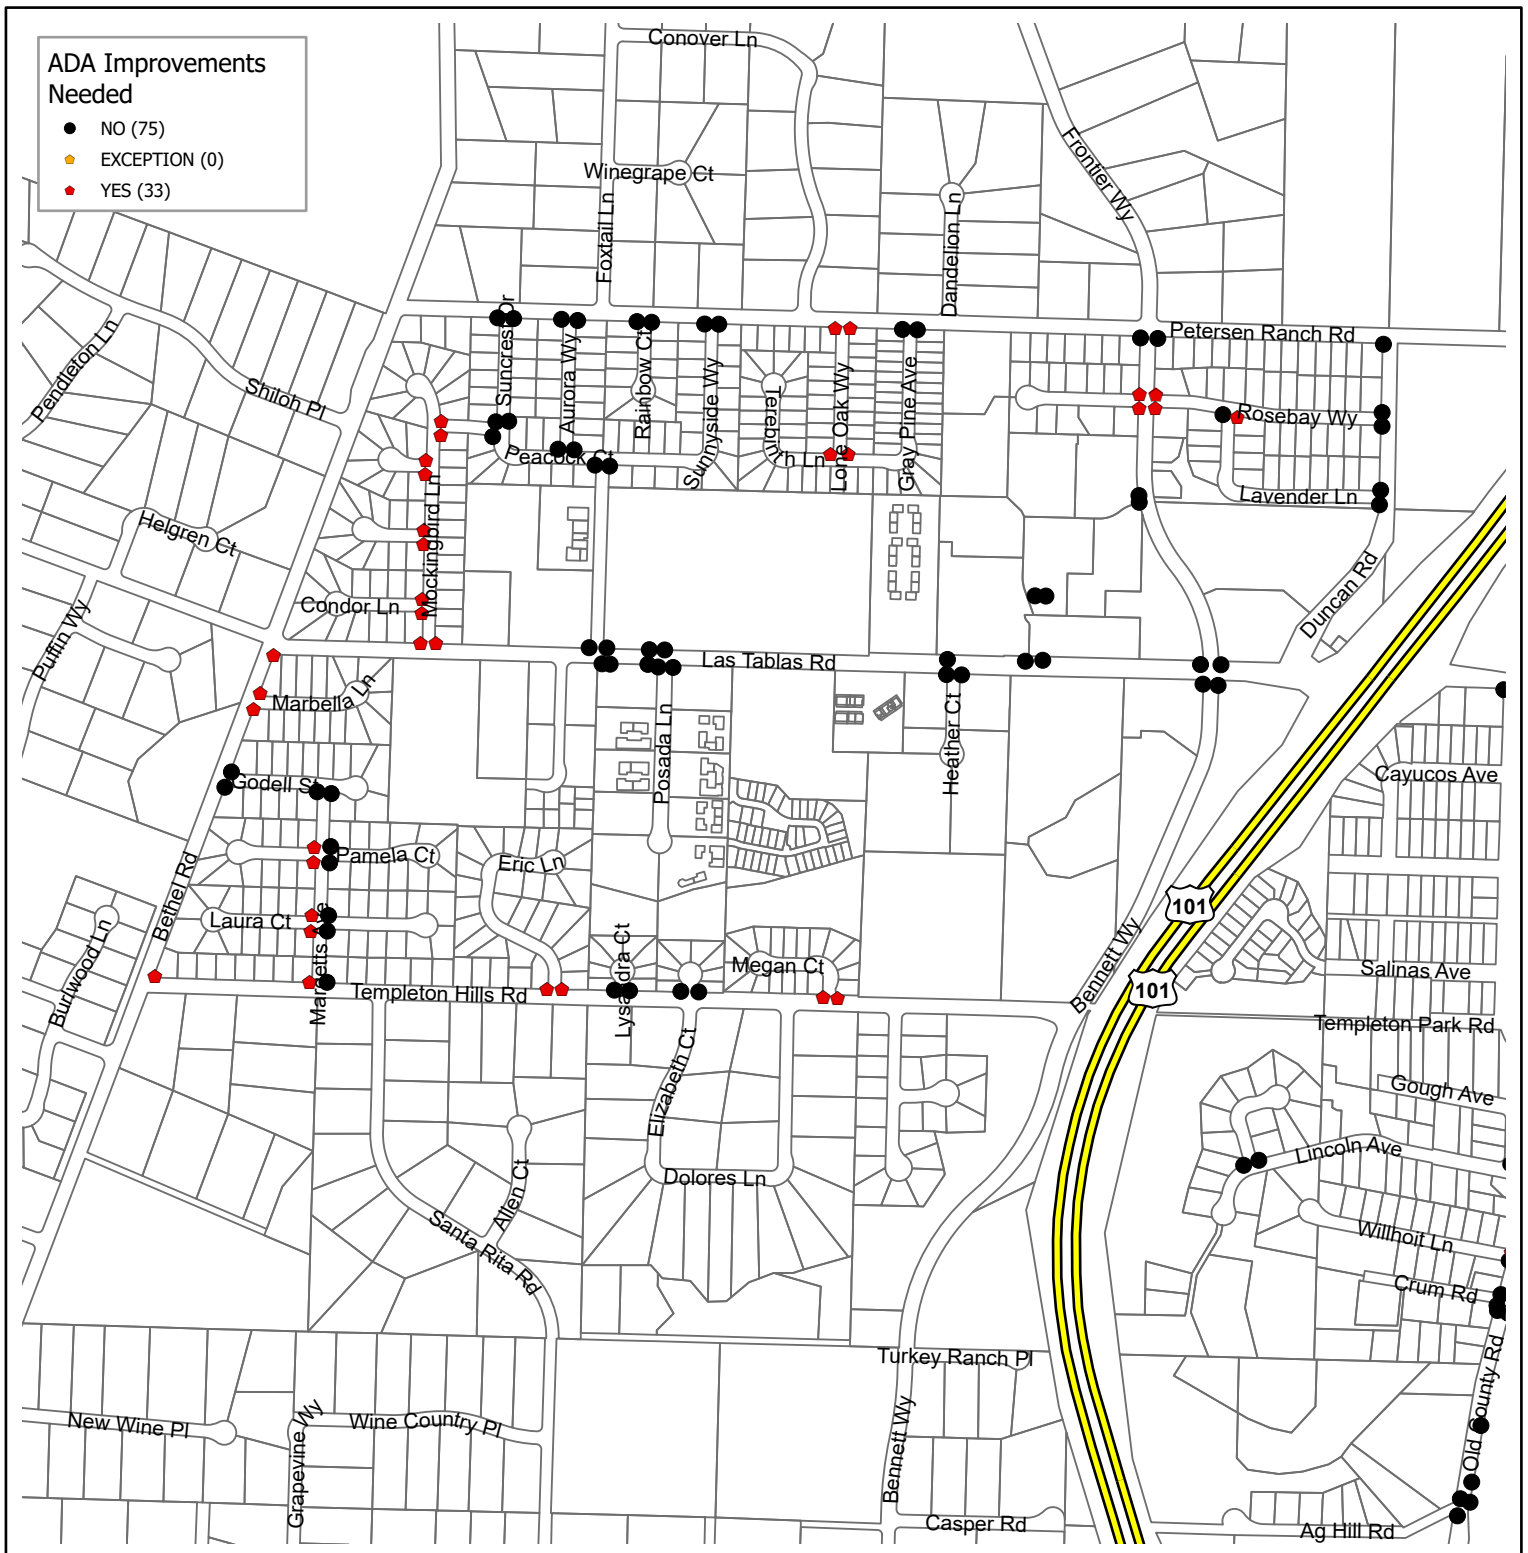 ADA Improvements
Needed
NO (75)
EXCEPTION (0)
YES (33)
Conover Ln
Winegrape Ct
Foxtail Ln
Dandelion Ln
Frontier Wy
Pendleton Ln
Shiloh Pl
Suncrest Dr
Aurora Wy
Rainbow Ct
Sunnyside Wy
Terebinth Ln
Lone Oak Wy
Gray Pine Ave
Petersen Ranch Rd
Rosebay Wy
Peacock Ct
Lavender Ln
Helgren Ct
Mockingbird Ln
Condor Ln
Duncan Rd
Puffin Wy
Las Tablas Rd
Marbella Ln
Posada Ln
Heather Ct
Godell St
Cayucos Ave
Pamela Ct
Eric Ln
Bethel Rd
Laura Ct
Maretts Ave
101
Burlwood Ln
Lysandra Ct
Megan Ct
Bennett Wy
101
Salinas Ave
Templeton Hills Rd
Templeton Park Rd
Elizabeth Ct
Gough Ave
Lincoln Ave
Dolores Ln
Allen Ct
Santa Rita Rd
Willhoit Ln
Crum Rd
Turkey Ranch Pl
Old County Rd
New Wine Pl
Grapevine Wy
Wine Country Pl
Bennett Wy
Casper Rd
Ag Hill Rd